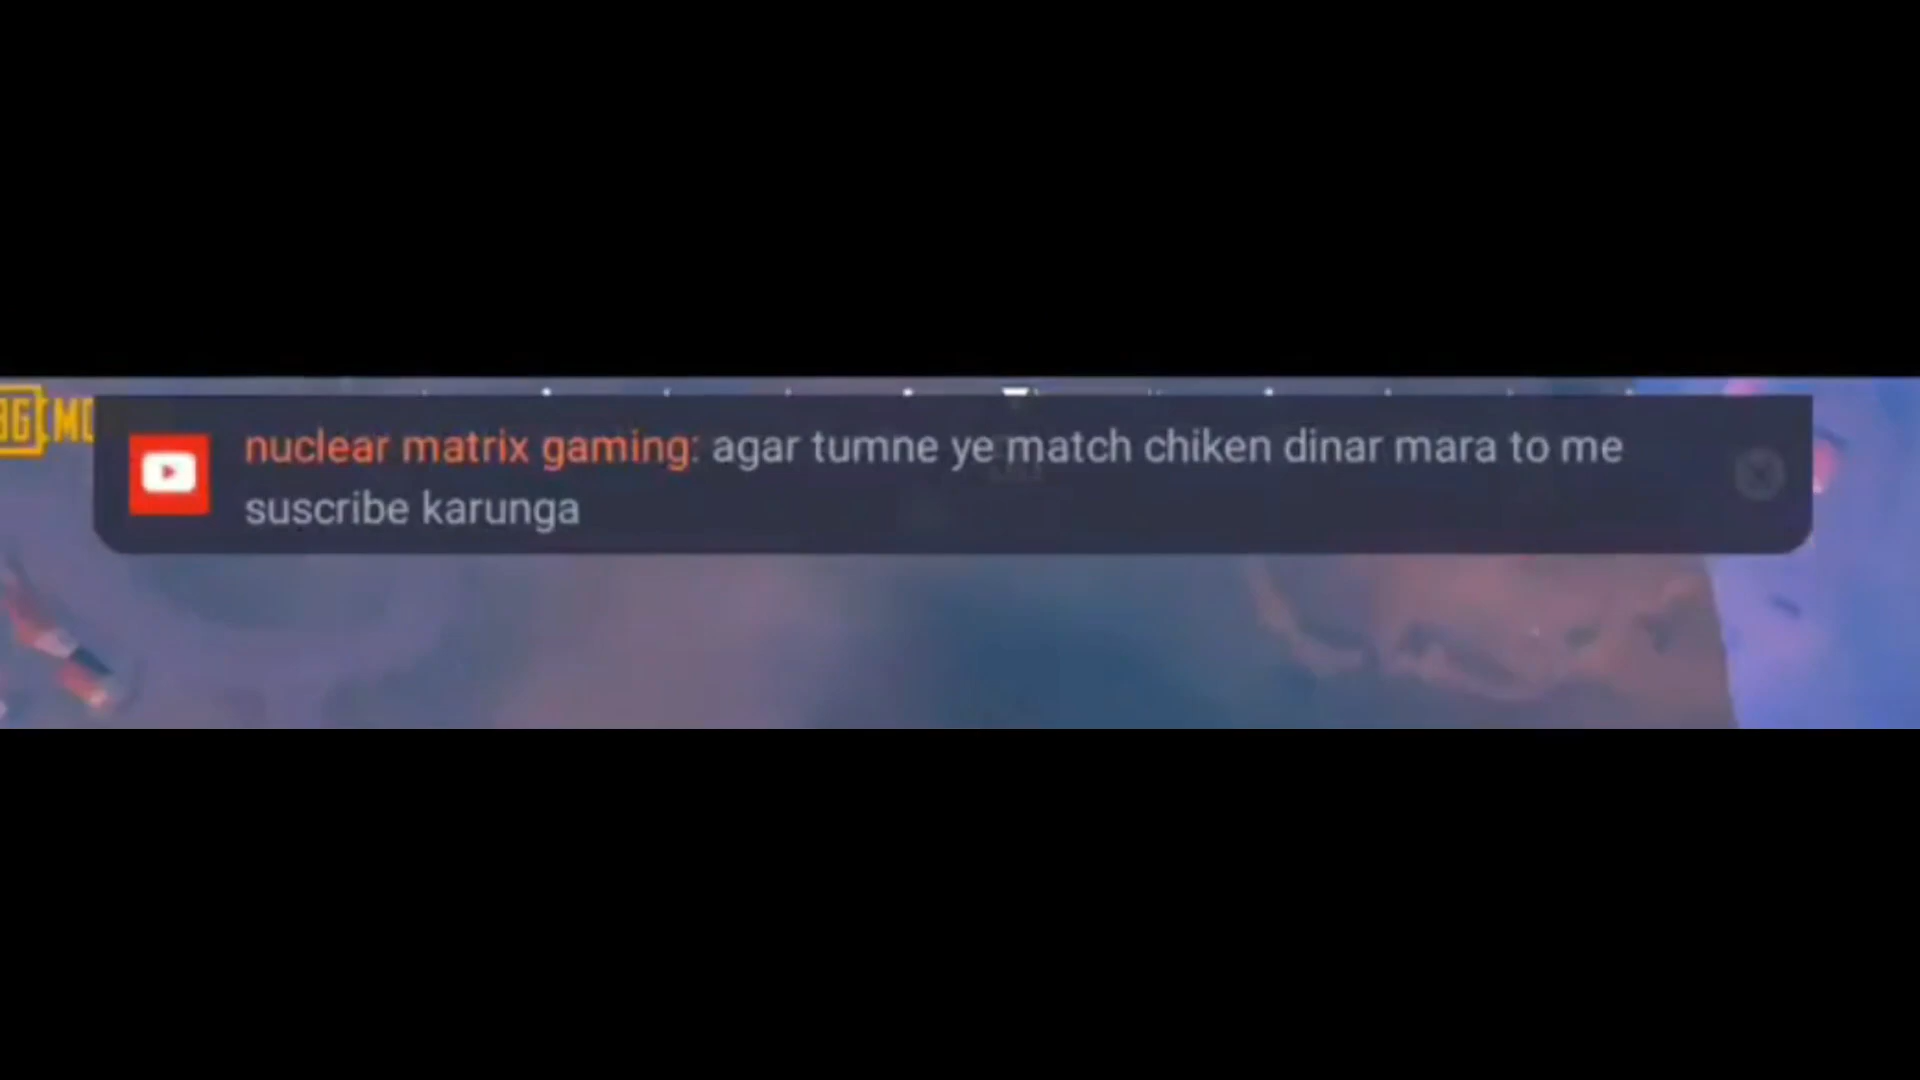 nuclear matrix gaming: agar tumne ye match chiken dinar mara to me
suscribe karunga